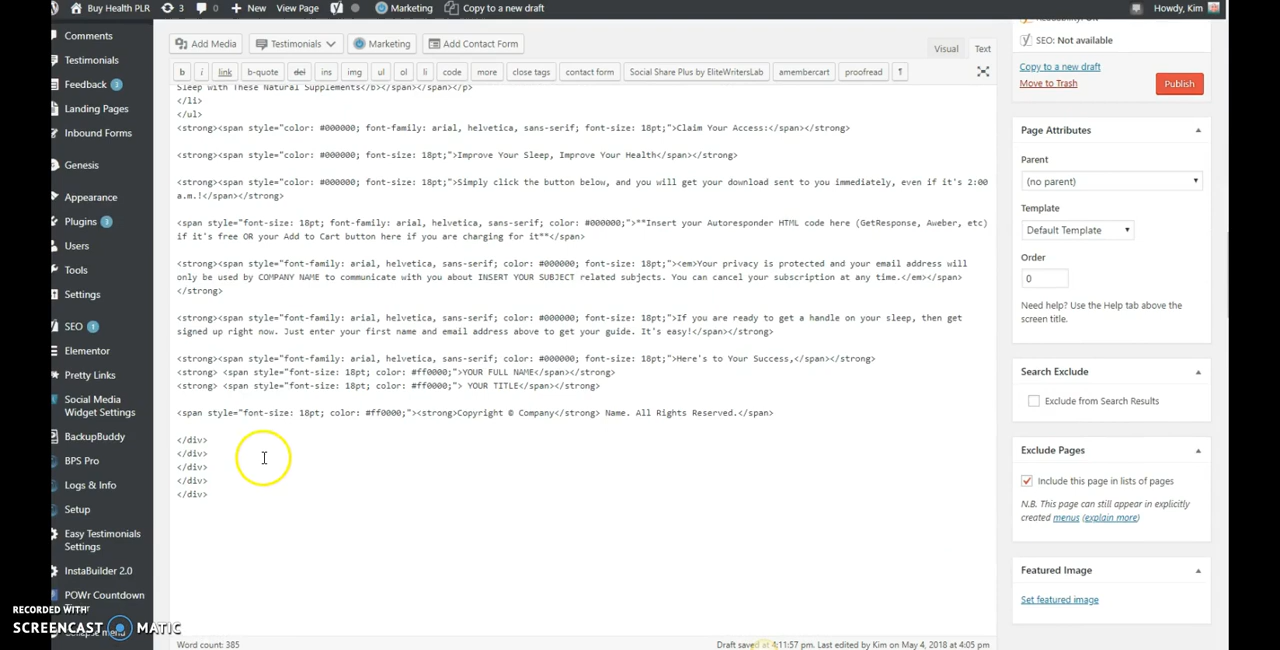 Buy Health PLR 3 0 New View Page Marketing Copy to a new draft Howdy, Kim
Comments
Testimonials
Feedback 3
Landing Pages
Inbound Forms
Genesis
Appearance
Plugins 3
Users
Tools
Settings
SEO 1
Elementor
Pretty Links
Social Media
Widget Settings
BackupBuddy
BPS Pro
Logs & Info
Setup
Easy Testimonials
Settings
InstaBuilder 2.0
POWr Countdown
RECORDED WITH
SCREENCAST MATIC
Add Media Testimonials Marketing Add Contact Form
Visual Text
b i link b-quote del ins img ul ol li code more close tags contact form Social Share Plus by EliteWritersLab amembercart proofread ¶
Sleep with These Natural Supplements</b></span></span></p>
</li>
</ul>
<strong><span style="color: #000000; font-family: arial, helvetica, sans-serif; font-size: 18pt;">Claim Your Access:</span></strong>
<strong><span style="color: #000000; font-size: 18pt;">Improve Your Sleep, Improve Your Health</span></strong>
<strong><span style="color: #000000; font-size: 18pt;">Simply click the button below, and you will get your download sent to you immediately, even if it's 2:00
a.m.!</span></strong>
<span style="font-size: 18pt; font-family: arial, helvetica, sans-serif; color: #000000;">**Insert your Autoresponder HTML code here (GetResponse, Aweber, etc)
if it's free OR your Add to Cart button here if you are charging for it**</span>
<strong><span style="font-family: arial, helvetica, sans-serif; color: #000000; font-size: 18pt;"><em>Your privacy is protected and your email address will
only be used by COMPANY NAME to communicate with you about INSERT YOUR SUBJECT related subjects. You can cancel your subscription at any time.</em></span>
</strong>
<strong><span style="font-family: arial, helvetica, sans-serif; color: #000000; font-size: 18pt;">If you are ready to get a handle on your sleep, then get
signed up right now. Just enter your first name and email address above to get your guide. It's easy!</span></strong>
<strong><span style="font-family: arial, helvetica, sans-serif; color: #000000; font-size: 18pt;">Here's to Your Success,</span></strong>
<strong><span style="font-size: 18pt; color: #ff0000;">YOUR FULL NAME</span></strong>
<strong> <span style="font-size: 18pt; color: #ff0000;"> YOUR TITLE</span></strong>
<span style="font-size: 18pt; color: #ff0000;"><strong>Copyright © Company</strong> Name. All Rights Reserved.</span>
</div>
</div>
</div>
</div>
</div>
Word count: 385
Draft saved at 4:11:57 pm. Last edited by Kim on May 4, 2018 at 4:05 pm
SEO: Not available
Copy to a new draft
Move to Trash
Publish
Page Attributes
Parent
(no parent)
Template
Default Template
Order
0
Need help? Use the Help tab above the
screen title.
Search Exclude
Exclude from Search Results
Exclude Pages
Include this page in lists of pages
N.B. This page can still appear in explicitly
created menus (explain more)
Featured Image
Set featured image